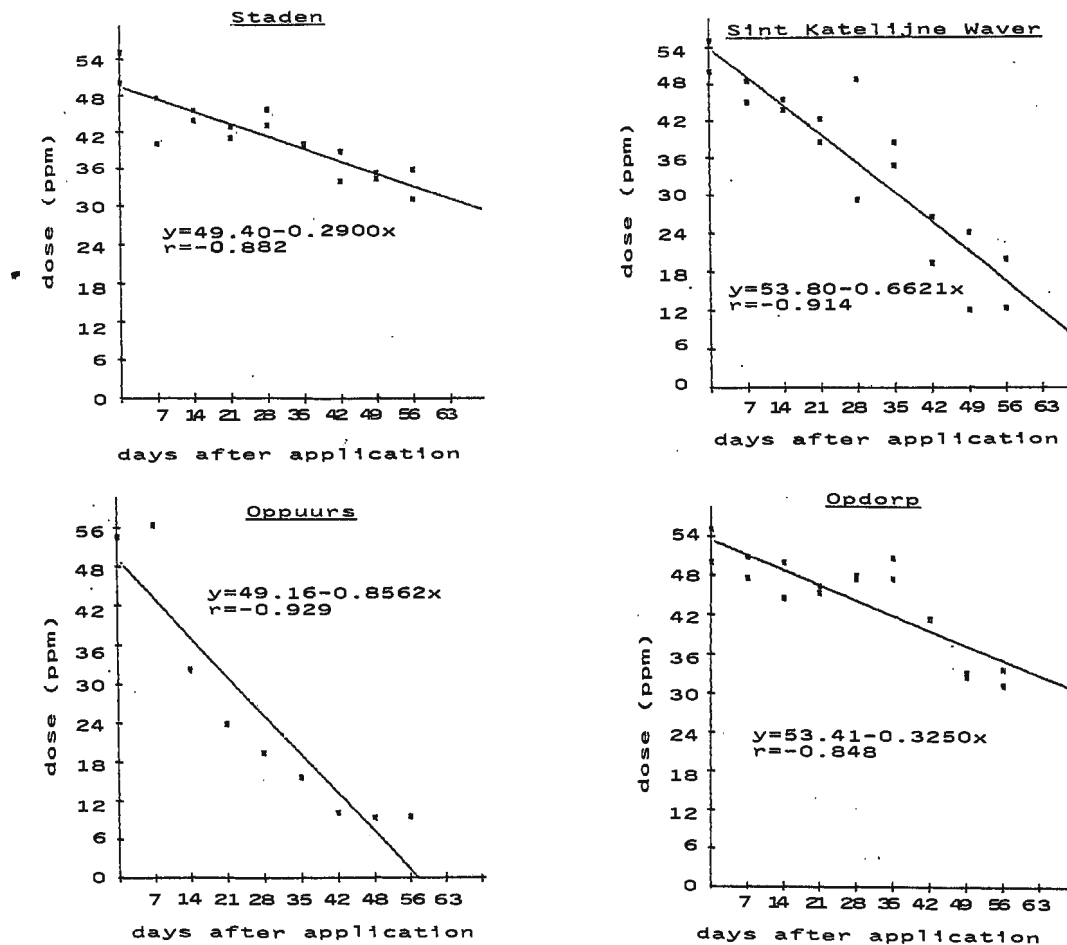 Staden
54
48
42
36
30
24
18
12
6
0
dose (ppm)
y=49.40-0.2900x
r=-0.882
7 14 21 28 35 42 49 56 63
days after application
Sint Katelijne Waver
54
48
42
36
30
24
18
12
6
0
dose (ppm)
y=53.80-0.6621x
r=-0.914
7 14 21 28 35 42 49 56 63
days after application
Oppuurs
56
48
42
36
30
24
18
12
6
0
dose (ppm)
y=49.16-0.8562x
r=-0.929
7 14 21 28 35 42 49 56 63
days after application
Opdorp
54
48
42
36
30
24
18
12
6
0
dose (ppm)
y=53.41-0.3250x
r=-0.848
7 14 21 28 35 42 49 56 63
days after application